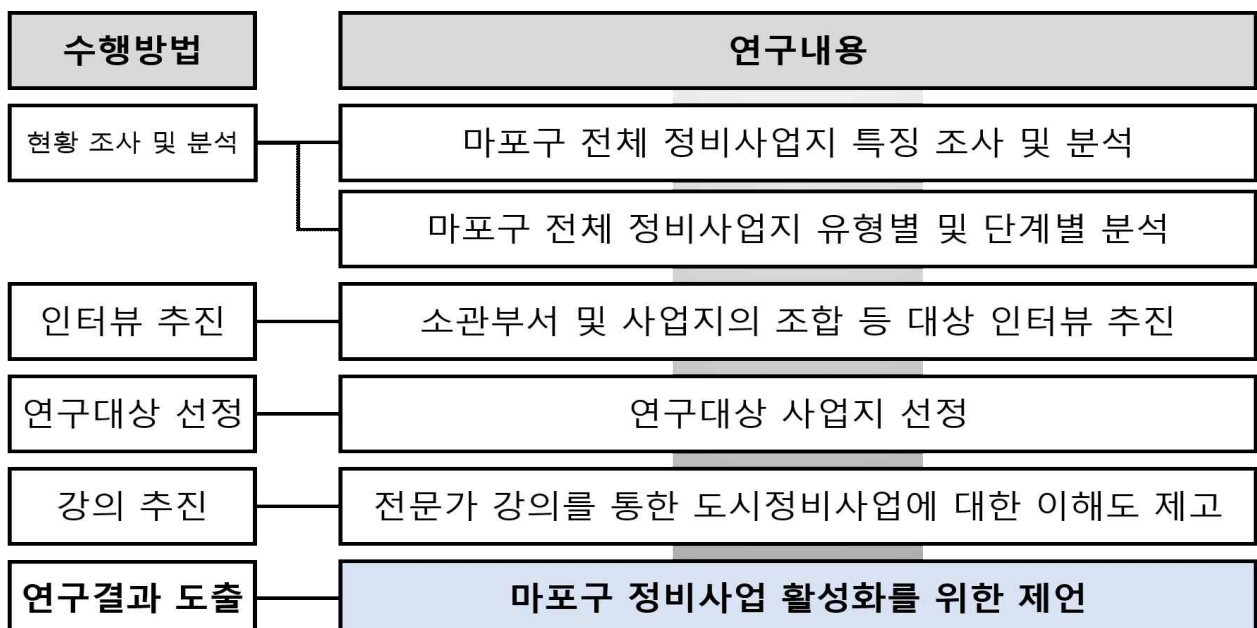 수행방법
연구내용
현황 조사 및 분석
마포구 전체 정비사업지 특징 조사 및 분석
마포구 전체 정비사업지 유형별 및 단계별 분석
인터뷰 추진
소관부서 및 사업지의 조합 등 대상 인터뷰 추진
연구대상 선정
연구대상 사업지 선정
강의 추진
전문가 강의를 통한 도시정비사업에 대한 이해도 제고
연구결과 도출
마포구 정비사업 활성화를 위한 제언